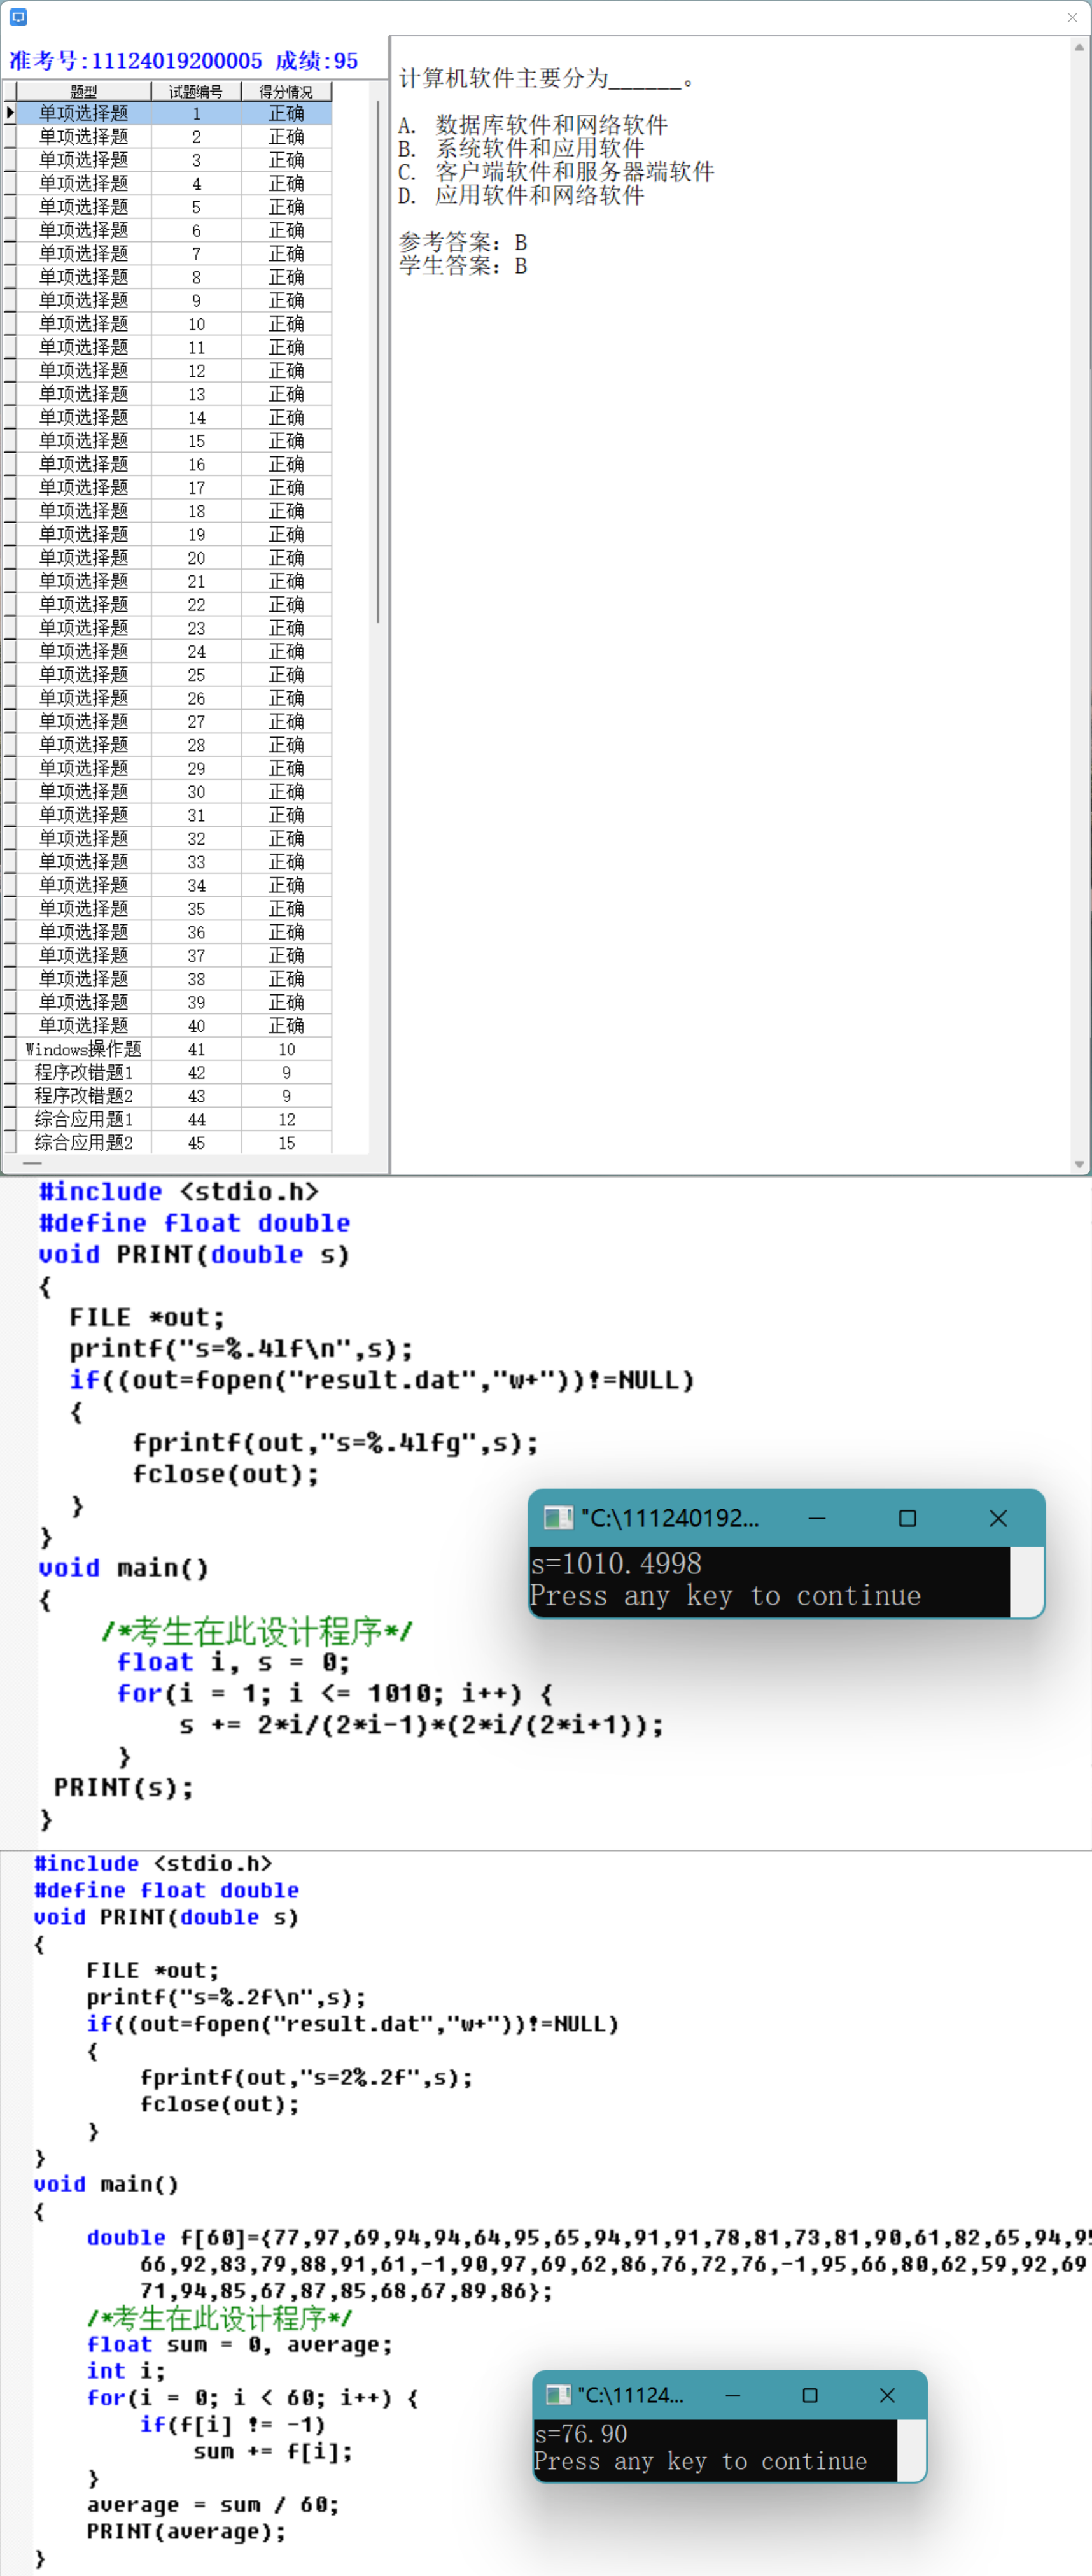 准考号:11124019200005 成绩:95
题型 试题编号 得分情况
单项选择题 1 正确
单项选择题 2 正确
单项选择题 3 正确
单项选择题 4 正确
单项选择题 5 正确
单项选择题 6 正确
单项选择题 7 正确
单项选择题 8 正确
单项选择题 9 正确
单项选择题 10 正确
单项选择题 11 正确
单项选择题 12 正确
单项选择题 13 正确
单项选择题 14 正确
单项选择题 15 正确
单项选择题 16 正确
单项选择题 17 正确
单项选择题 18 正确
单项选择题 19 正确
单项选择题 20 正确
单项选择题 21 正确
单项选择题 22 正确
单项选择题 23 正确
单项选择题 24 正确
单项选择题 25 正确
单项选择题 26 正确
单项选择题 27 正确
单项选择题 28 正确
单项选择题 29 正确
单项选择题 30 正确
单项选择题 31 正确
单项选择题 32 正确
单项选择题 33 正确
单项选择题 34 正确
单项选择题 35 正确
单项选择题 36 正确
单项选择题 37 正确
单项选择题 38 正确
单项选择题 39 正确
单项选择题 40 正确
Windows操作题 41 10
程序改错题1 42 9
程序改错题2 43 9
综合应用题1 44 12
综合应用题2 45 15
计算机软件主要分为______。
A. 数据库软件和网络软件
B. 系统软件和应用软件
C. 客户端软件和服务器端软件
D. 应用软件和网络软件
参考答案: B
学生答案: B
#include <stdio.h>
#define float double
void PRINT(double s)
{
FILE *out;
printf("s=%.4lf\n",s);
if((out=fopen("result.dat","w+"))!=NULL)
{
fprintf(out,"s=%.4lfg",s);
fclose(out);
}
}
void main()
{
/*考生在此设计程序*/
float i, s = 0;
for(i = 1; i <= 1010; i++) {
s += 2*i/(2*i-1)*(2*i/(2*i+1));
}
PRINT(s);
}
"C:\111240192...
s=1010.4998
Press any key to continue
#include <stdio.h>
#define float double
void PRINT(double s)
{
FILE *out;
printf("s=%.2f\n",s);
if((out=fopen("result.dat","w+"))!=NULL)
{
fprintf(out,"s=2%.2f",s);
fclose(out);
}
}
void main()
{
double f[60]={77,97,69,94,94,64,95,65,94,91,91,78,81,73,81,90,61,82,65,94,95
66,92,83,79,88,91,61,-1,90,97,69,62,86,76,72,76,-1,95,66,80,62,59,92,69
71,94,85,67,87,85,68,67,89,86};
/*考生在此设计程序*/
float sum = 0, average;
int i;
for(i = 0; i < 60; i++) {
if(f[i] != -1)
sum += f[i];
}
average = sum / 60;
PRINT(average);
}
"C:\11124...
s=76.90
Press any key to continue